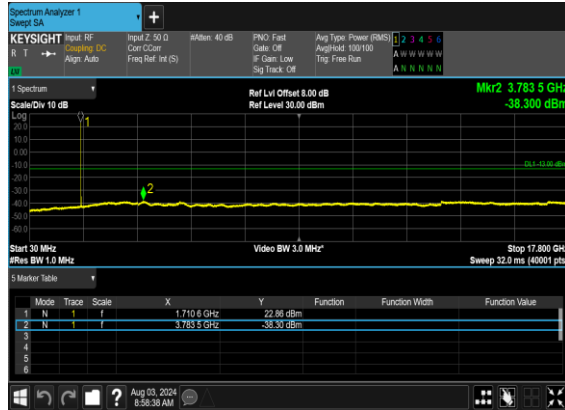 Spectrum Analyzer 1
Swept SA
+
KEYSIGHT Input: RF Input Z: 50 Ω #Atten: 40 dB PNO: Fast Avg Type: Power (RMS) 1 2 3 4 5 6
R T Coupling: DC Corr CCorr Gate: Off Avg|Hold: 100/100 A W W W W W
Align: Auto Freq Ref: Int (S) IF Gain: Low Trig: Free Run
Sig Track: Off A N N N N N
1 Spectrum Ref Lvl Offset 8.00 dB Mkr2 3.783 5 GHz
Scale/Div 10 dB Ref Level 30.00 dBm -38.300 dBm
Log
20.0
10.0
0.00
-10.0
-20.0
-30.0
-40.0
-50.0
-60.0
1
2
DL1 -13.00 dBm
Start 30 MHz Video BW 3.0 MHz* Stop 17.800 GHz
#Res BW 1.0 MHz Sweep 32.0 ms (40001 pts)
5 Marker Table
Mode Trace Scale X Y Function Function Width Function Value
1 N 1 f 1.710 6 GHz 22.86 dBm
2 N 1 f 3.783 5 GHz -38.30 dBm
3
4
5
6
? Aug 03, 2024
8:58:38 AM